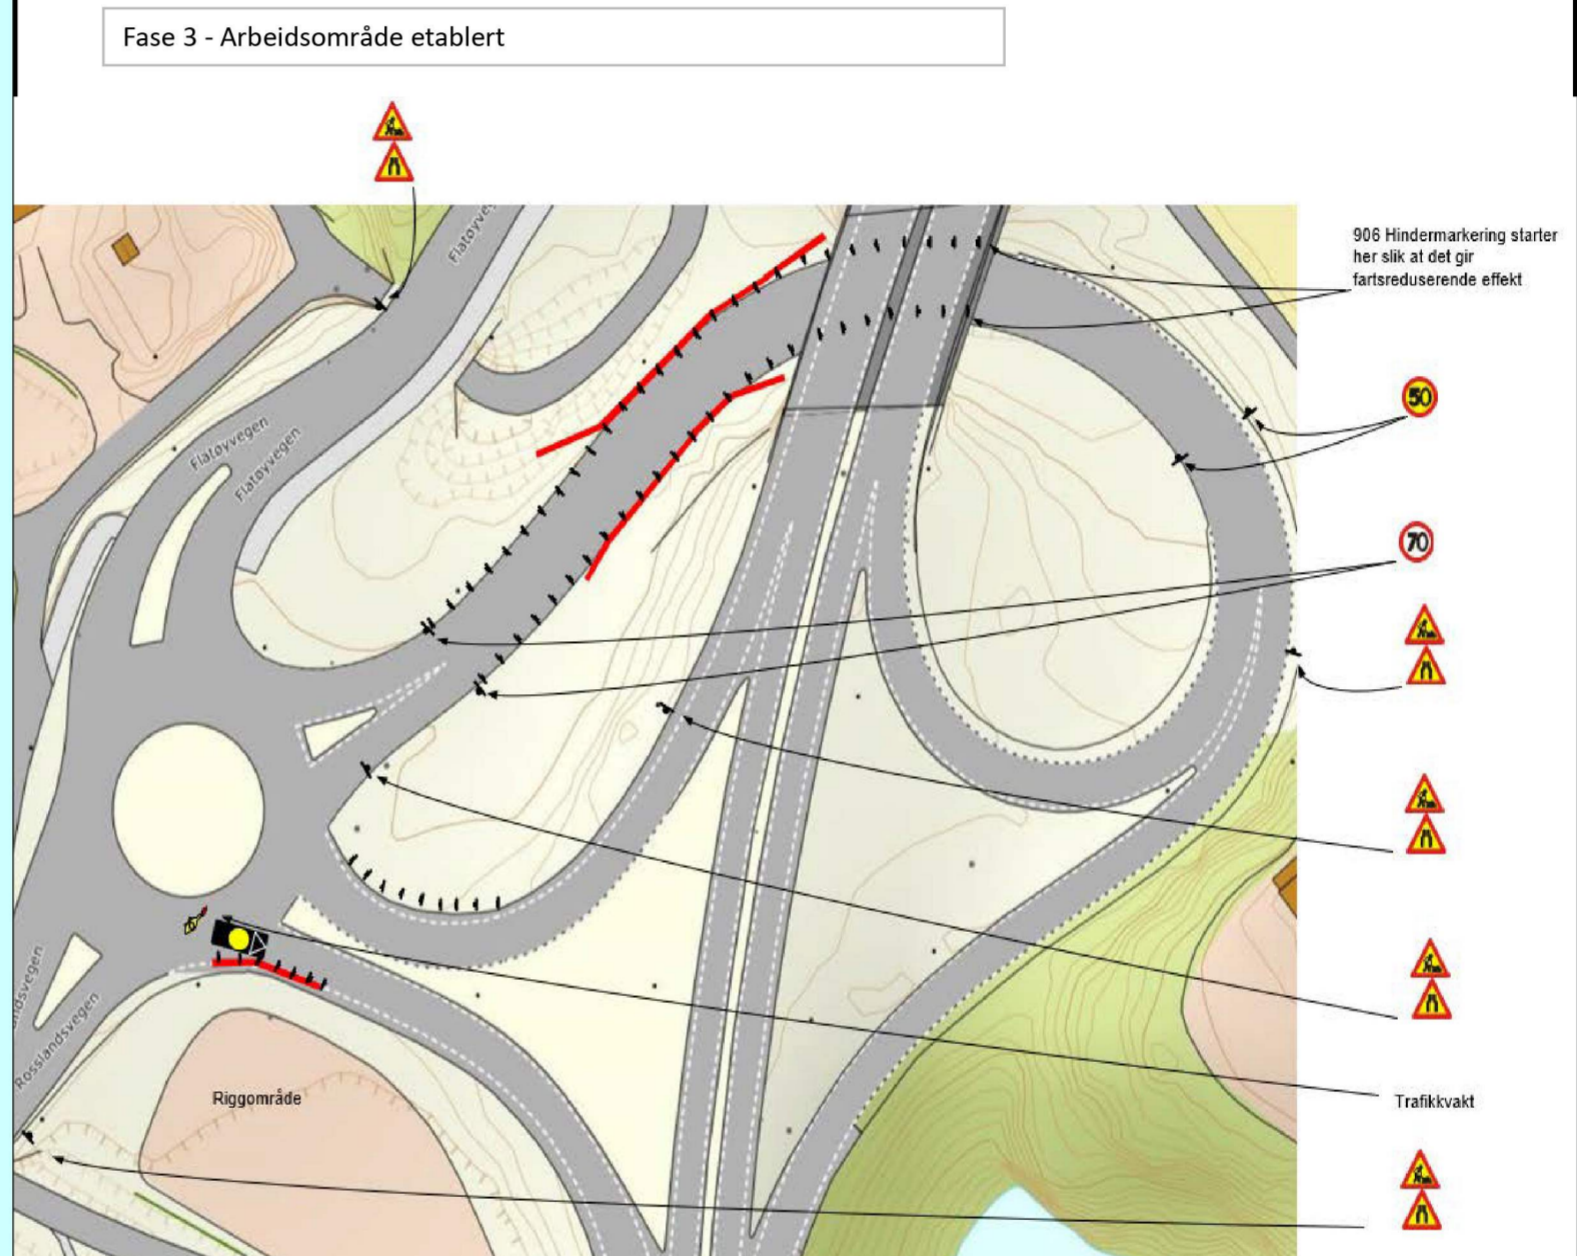 Fase 3 - Arbeidsområde etablert
906 Hindermarkering starter
her slik at det gir
fartsreduserende effekt
50
70
Flatøyvegen
Flatøyvegen
Rosslandsvegen
Riggområde
Trafikkvakt